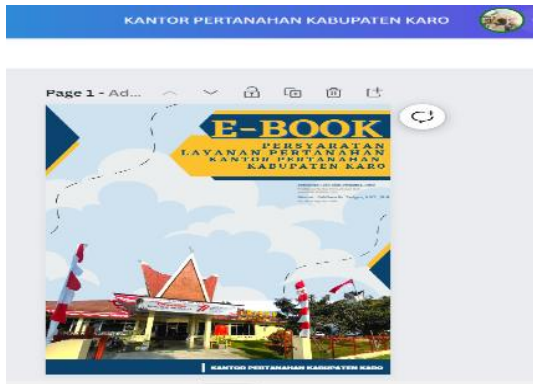 KANTOR PERTANAHAN KABUPATEN KARO
Page 1 - Ad...
E-BOOK
PERSYARATAN
LAYANAN PERTANAHAN
KANTOR PERTANAHAN
KABUPATEN KARO
KANTOR PERTANAHAN KABUPATEN KARO